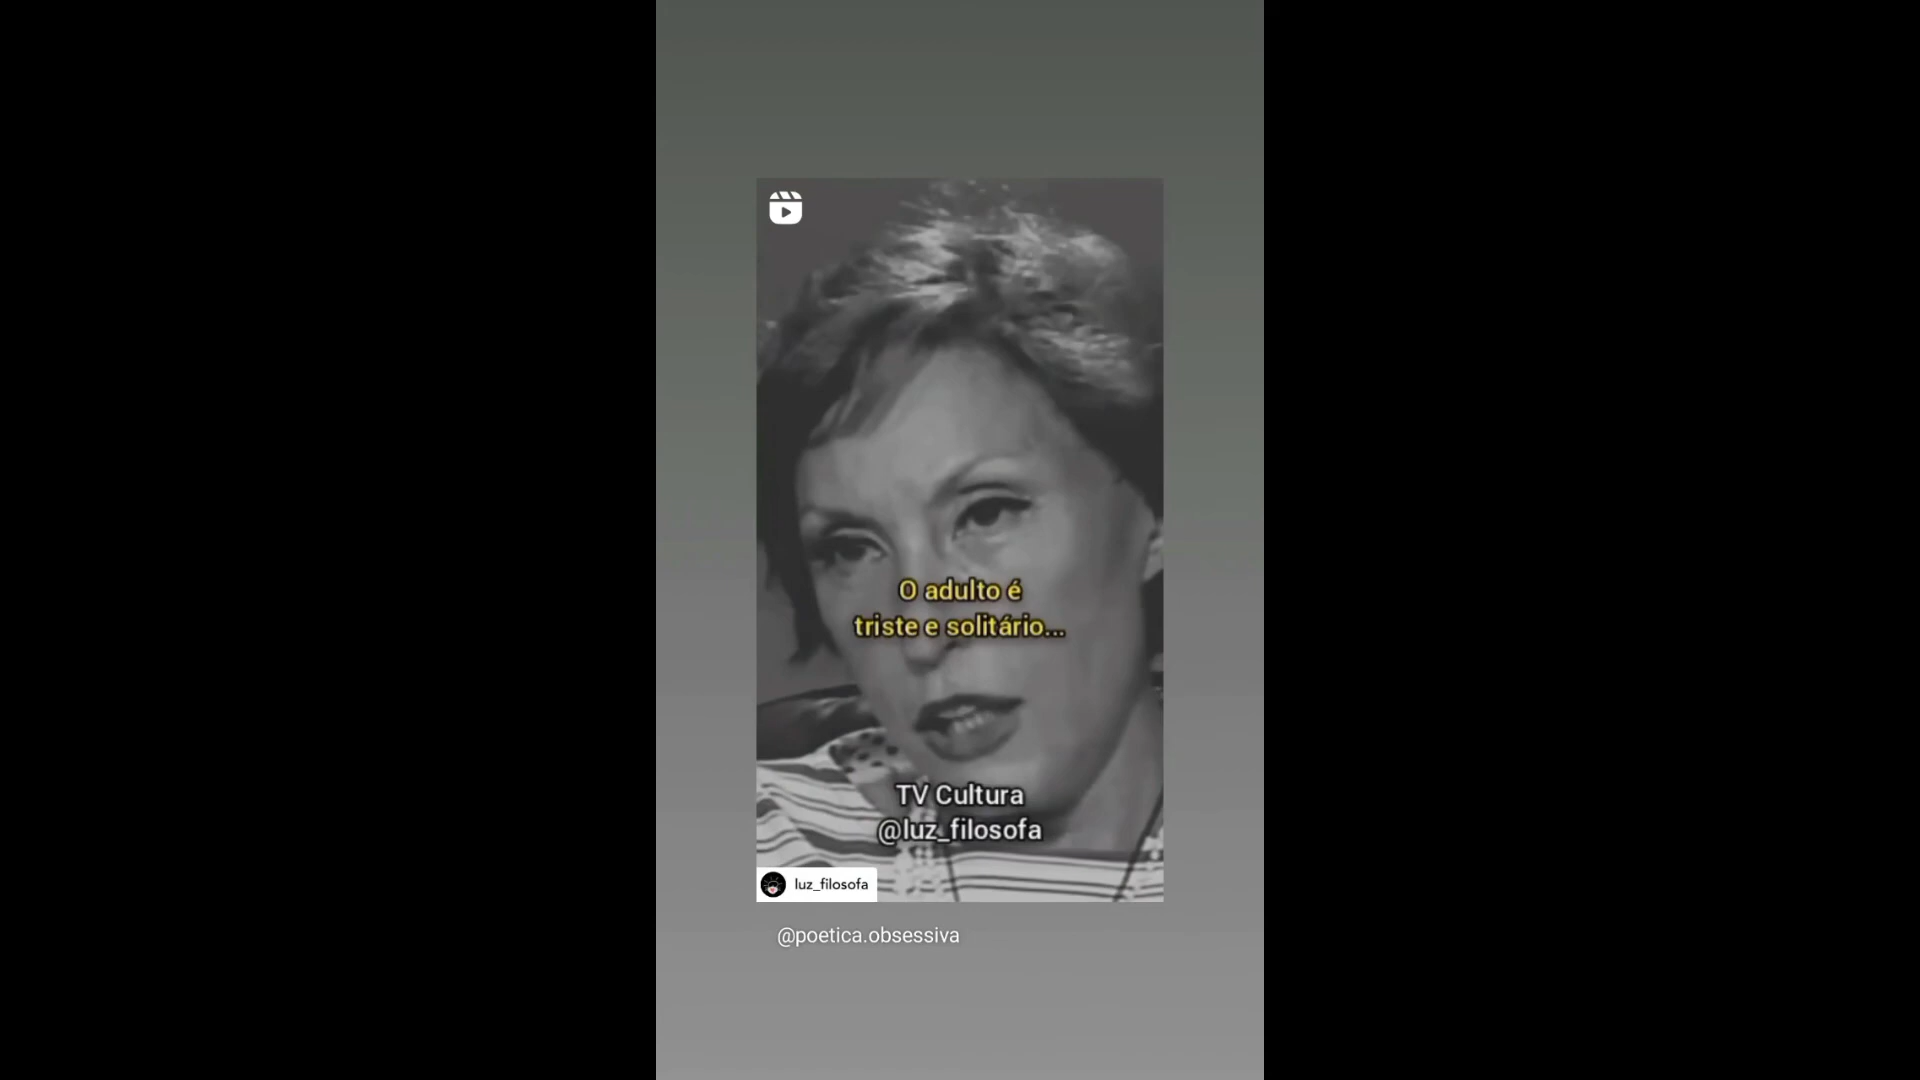 O adulto é
triste e solitário...
TV Cultura
@luz_filosofa
luz_filosofa
@poetica.obsessiva